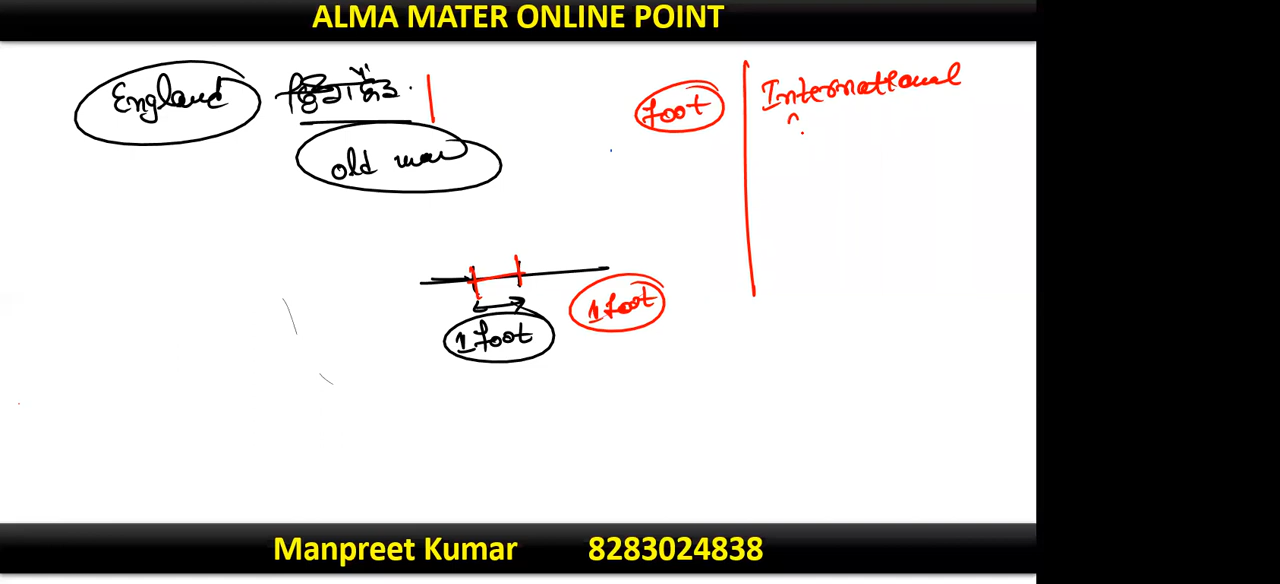 ALMA MATER ONLINE POINT
England
old man
foot
International
1 foot
1 foot
Manpreet Kumar 8283024838